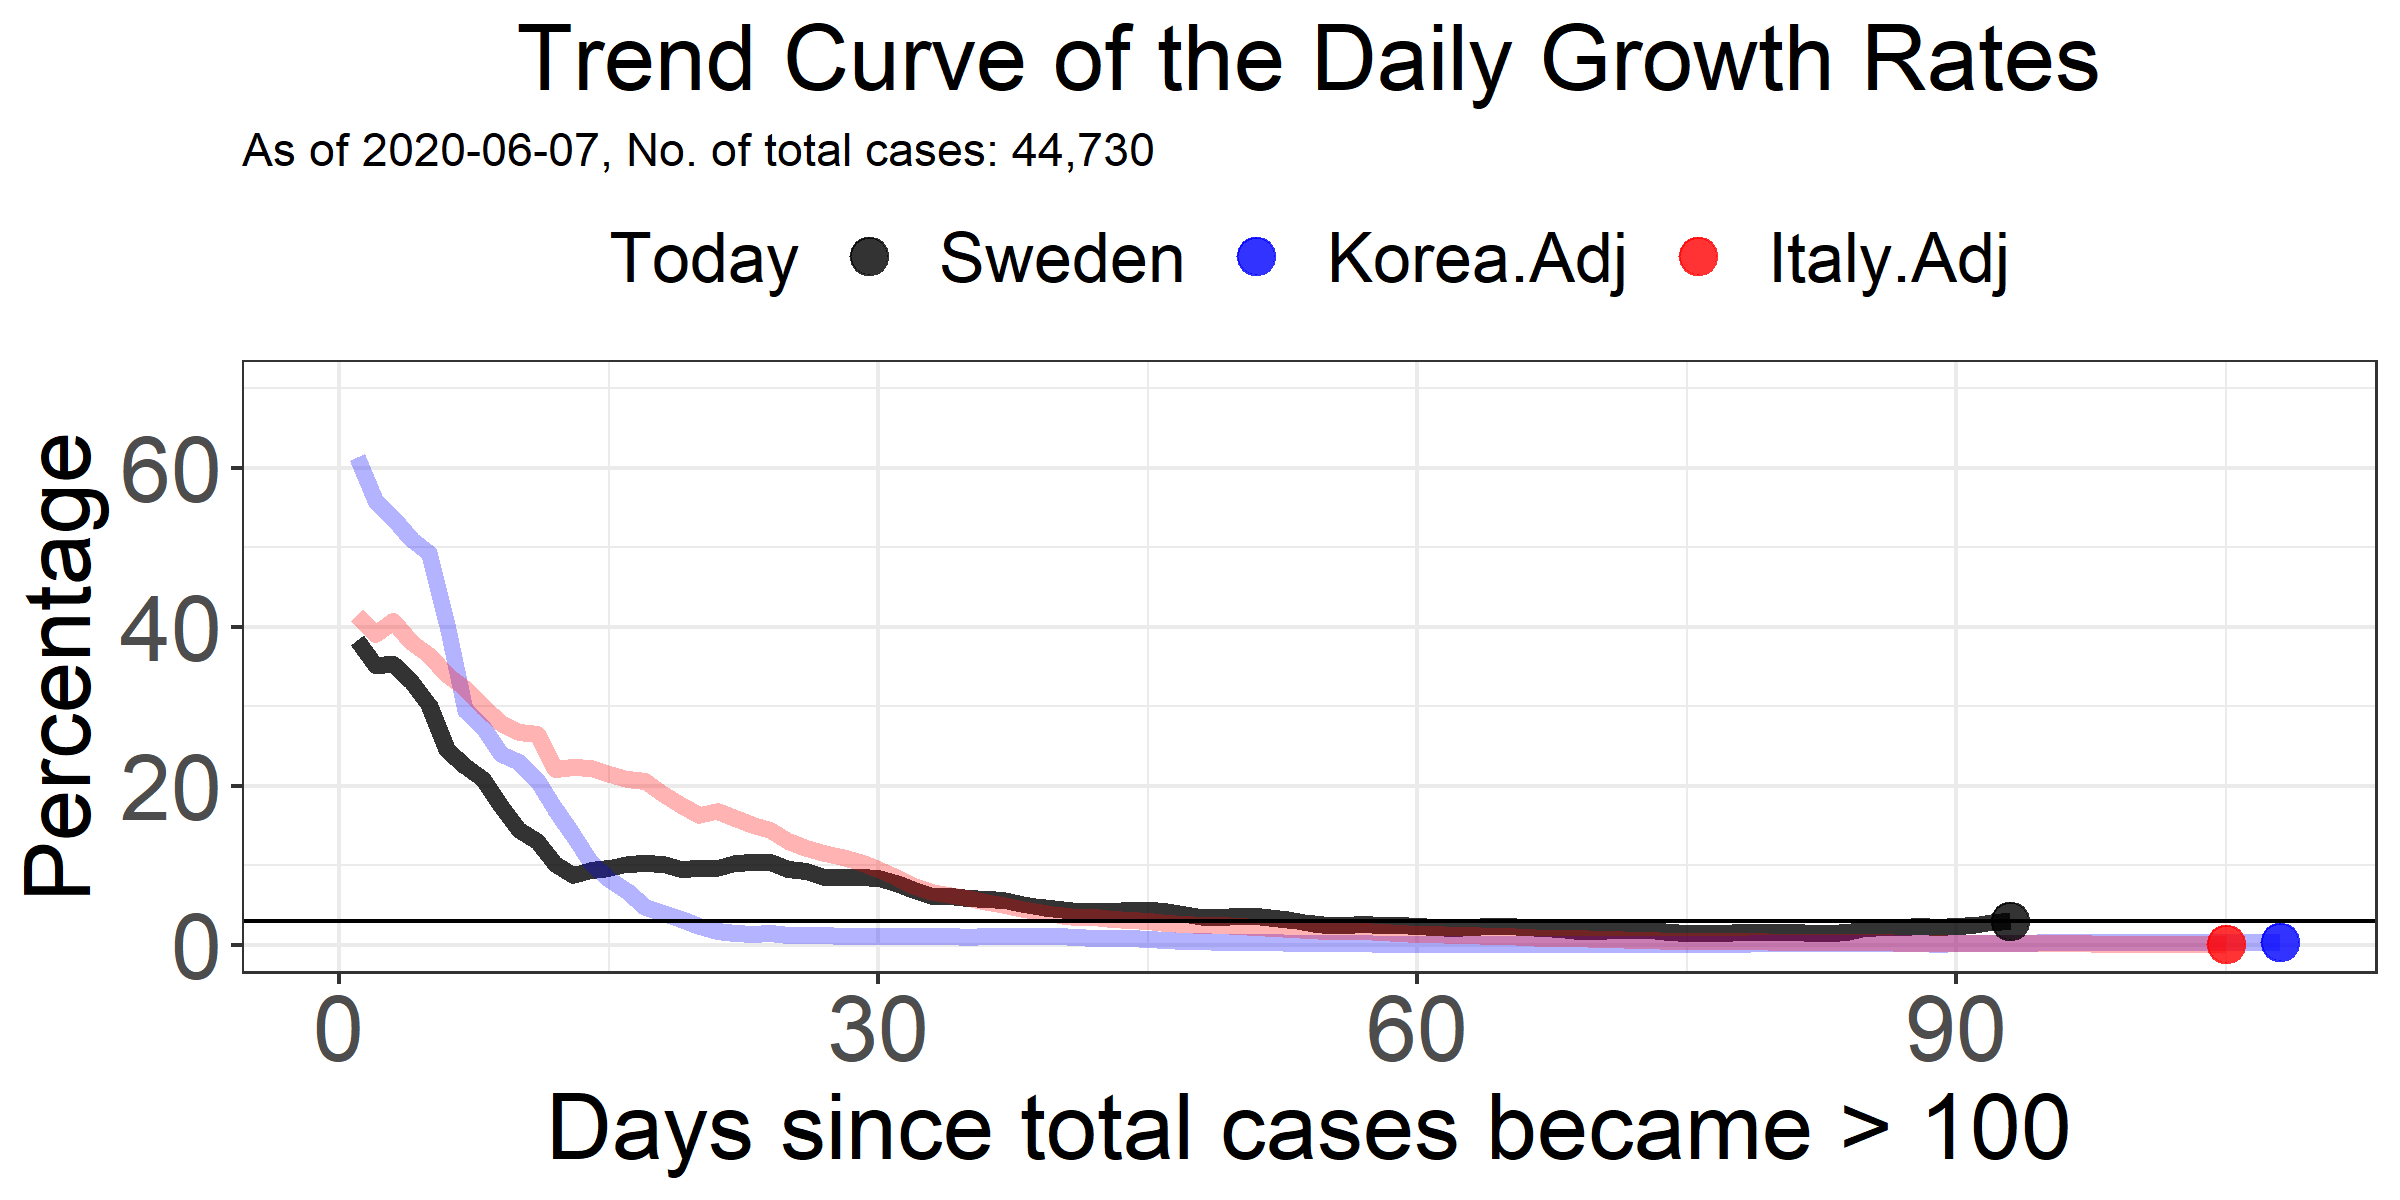 Trend Curve of the Daily Growth Rates
As of 2020-06-07, No. of total cases: 44,730
Today Sweden Korea.Adj Italy.Adj
Percentage
60
40
20
0
0 30 60 90
Days since total cases became > 100